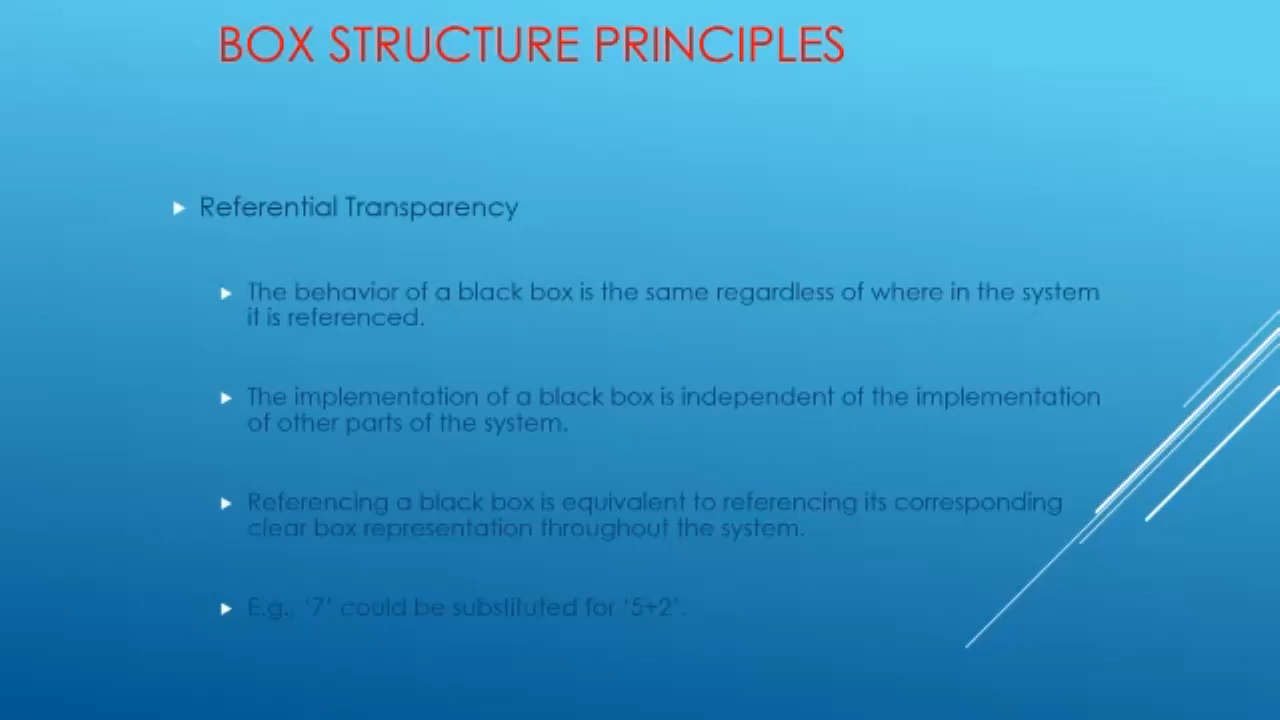 BOX STRUCTURE PRINCIPLES
Referential Transparency
The behavior of a black box is the same regardless of where in the system
it is referenced.
The implementation of a black box is independent of the implementation
of other parts of the system.
Referencing a black box is equivalent to referencing its corresponding
clear box representation throughout the system.
E.g., ‘7’ could be substituted for ‘5+2’.